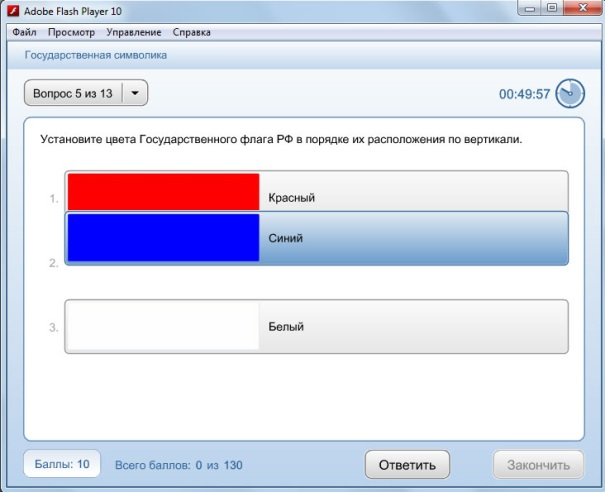 Adobe Flash Player 10
Файл Просмотр Управление Справка
Государственная символика
Вопрос 5 из 13
00:49:57
Установите цвета Государственного флага РФ в порядке их расположения по вертикали.
1. Красный
2. Синий
3. Белый
Баллы: 10 Всего баллов: 0 из 130 Ответить Закончить